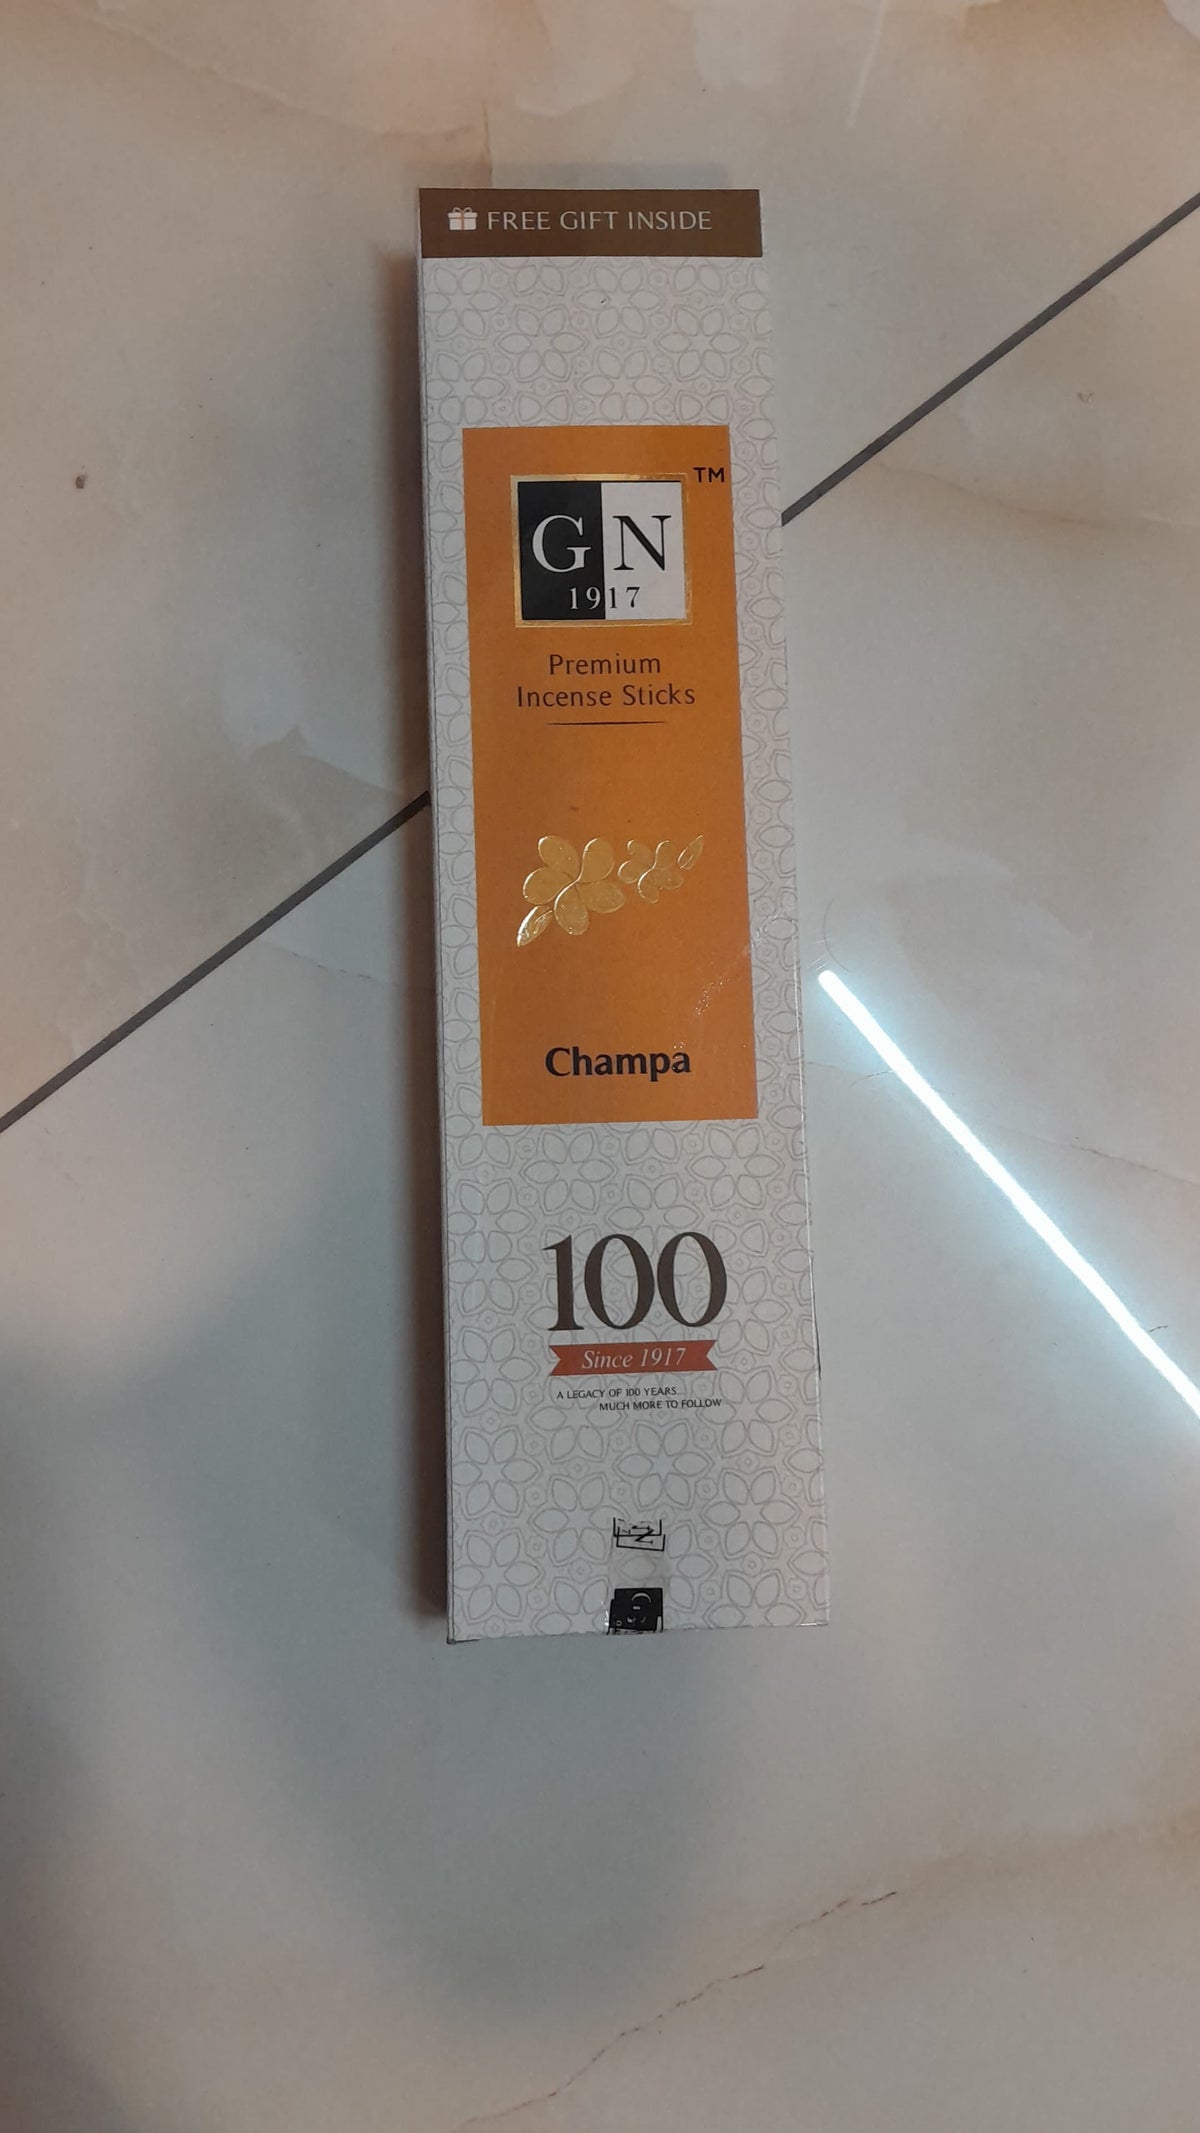 FREE GIFT INSIDE
TM
G N
1917
Premium
Incense Sticks
Champa
100
Since 1917
A LEGACY OF 100 YEARS...
MUCH MORE TO FOLLOW